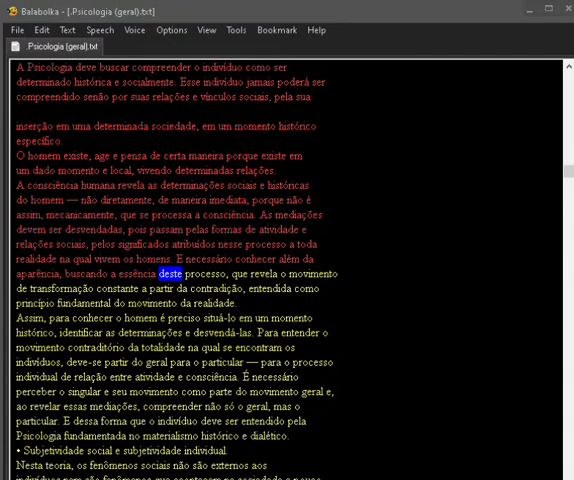 Balabolka - [.Psicologia (geral).txt]
File Edit Text Speech Voice Options View Tools Bookmark Help
.Psicologia (geral).txt
A Psicologia deve buscar compreender o indivíduo como ser
determinado histórica e socialmente. Esse indivíduo jamais poderá ser
compreendido senão por suas relações e vínculos sociais, pela sua
inserção em uma determinada sociedade, em um momento histórico
específico.
O homem existe, age e pensa de certa maneira porque existe em
um dado momento e local, vivendo determinadas relações.
A consciência humana revela as determinações sociais e históricas
do homem — não diretamente, de maneira imediata, porque não é
assim, mecanicamente, que se processa a consciência. As mediações
devem ser desvendadas, pois passam pelas formas de atividade e
relações sociais, pelos significados atribuídos nesse processo a toda
realidade na qual vivem os homens. E necessário conhecer além da
aparência, buscando a essência deste processo, que revela o movimento
de transformação constante a partir da contradição, entendida como
princípio fundamental do movimento da realidade.
Assim, para conhecer o homem é preciso situá-lo em um momento
histórico, identificar as determinações e desvendá-las. Para entender o
movimento contraditório da totalidade na qual se encontram os
indivíduos, deve-se partir do geral para o particular — para o processo
individual de relação entre atividade e consciência. É necessário
perceber o singular e seu movimento como parte do movimento geral e,
ao revelar essas mediações, compreender não só o geral, mas o
particular. E dessa forma que o indivíduo deve ser entendido pela
Psicologia fundamentada no materialismo histórico e dialético.
• Subjetividade social e subjetividade individual.
Nesta teoria, os fenômenos sociais não são externos aos
indivíduos nem são fenômenos que acontecem na sociedade e pouco